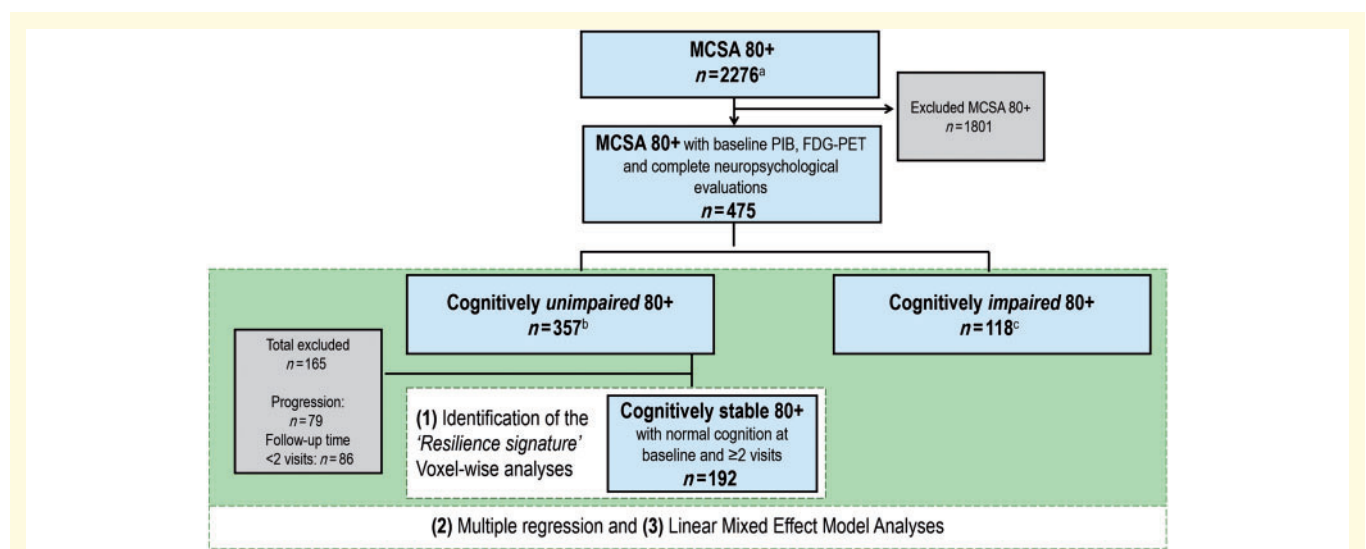 MCSA 80+
n=2276a
Excluded MCSA 80+
n=1801
MCSA 80+ with baseline PIB, FDG-PET
and complete neuropsychological
evaluations
n=475
Cognitively unimpaired 80+
n=357b
Cognitively impaired 80+
n=118c
Total excluded
n=165
Progression:
n=79
Follow-up time
<2 visits: n=86
(1) Identification of the
'Resilience signature'
Voxel-wise analyses
Cognitively stable 80+
with normal cognition at
baseline and ≥2 visits
n=192
(2) Multiple regression and (3) Linear Mixed Effect Model Analyses